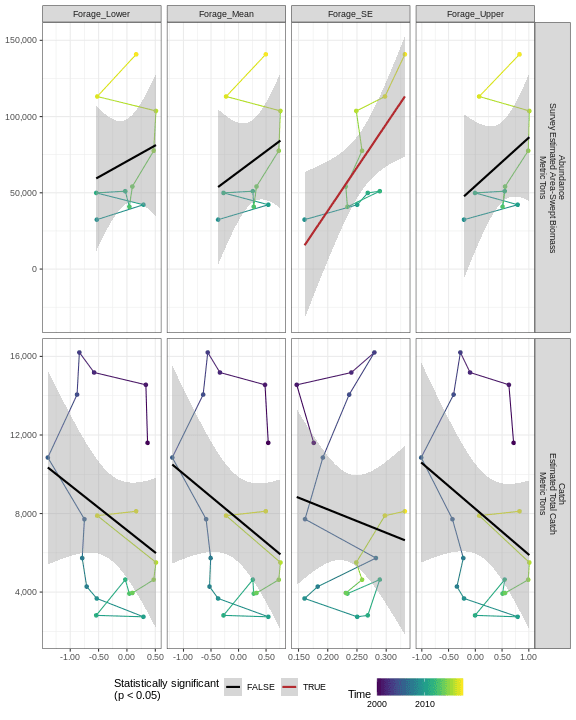 Forage_Lower Forage_Mean Forage_SE Forage_Upper
150,000
100,000
50,000
0
Abundance
Survey Estimated Area-Swept Biomass
Metric Tons
16,000
12,000
8,000
4,000
Catch
Estimated Total Catch
Metric Tons
-1.00 -0.50 0.00 0.50 -1.00 -0.50 0.00 0.50 0.150 0.200 0.250 0.300 -1.00 -0.50 0.00 0.50 1.00
Statistically significant
(p < 0.05)
FALSE TRUE
Time
2000 2010